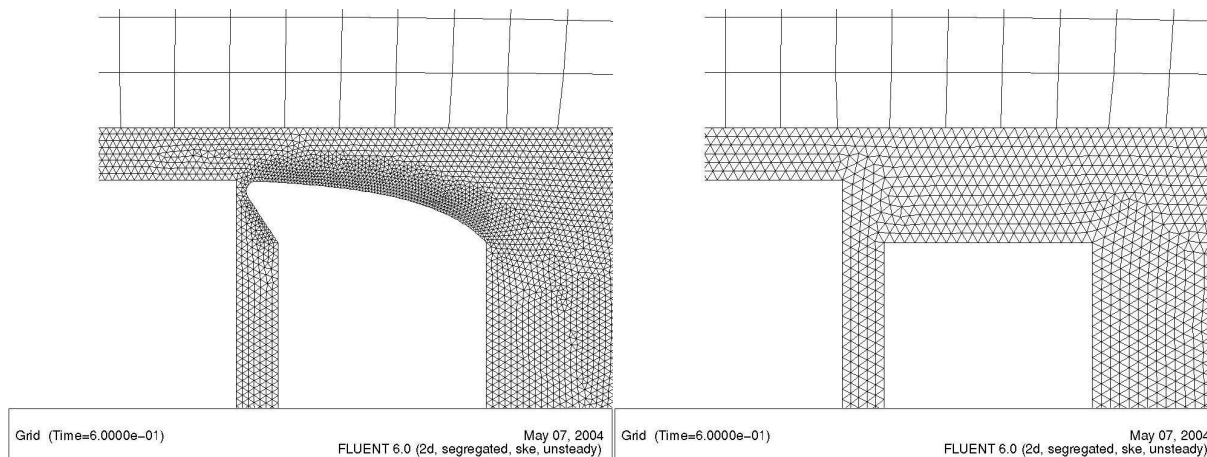 Grid (Time=6.0000e-01)
May 07, 2004
FLUENT 6.0 (2d, segregated, ske, unsteady)
Grid (Time=6.0000e-01)
May 07, 2004
FLUENT 6.0 (2d, segregated, ske, unsteady)